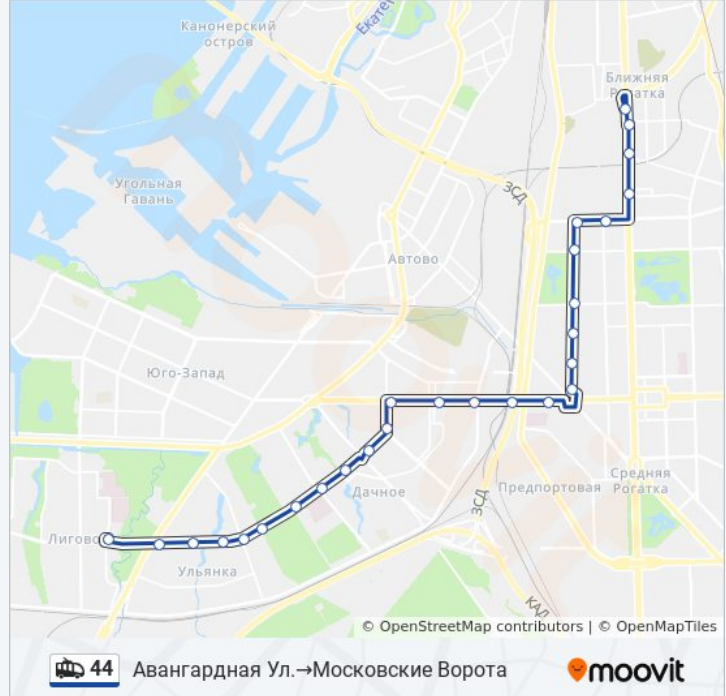 Канонерский
остров
Екате
Ближняя
Рогатка
Угольная
Гавань
ЗСД
Автово
Юго-Запад
Дачное
Предпортовая
Средняя
Рогатка
ЗСД
Лигово
Ульянка
КАД
© OpenStreetMap contributors | © OpenMapTiles
44 Авангардная Ул.→Московские Ворота
moovit